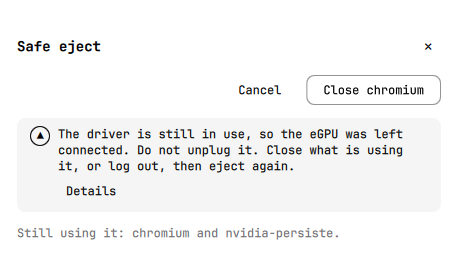 Safe eject ×
Cancel Close chromium
The driver is still in use, so the eGPU was left
connected. Do not unplug it. Close what is using
it, or log out, then eject again.
Details
Still using it: chromium and nvidia-persiste.